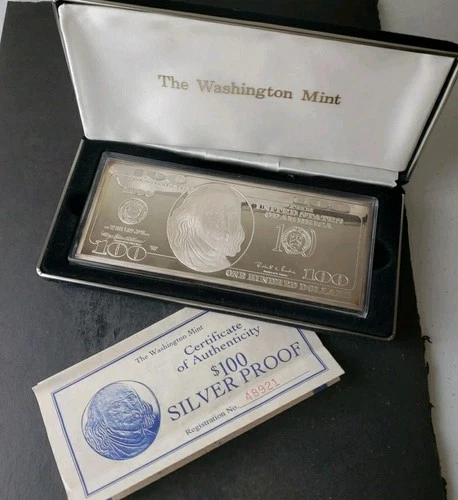 The Washington Mint
UNITED STATES
OF AMERICA
100
100
ONE HUNDRED DOLLARS
The Washington Mint
Certificate
of Authenticity
$100
SILVER PROOF
Registration No. 48921